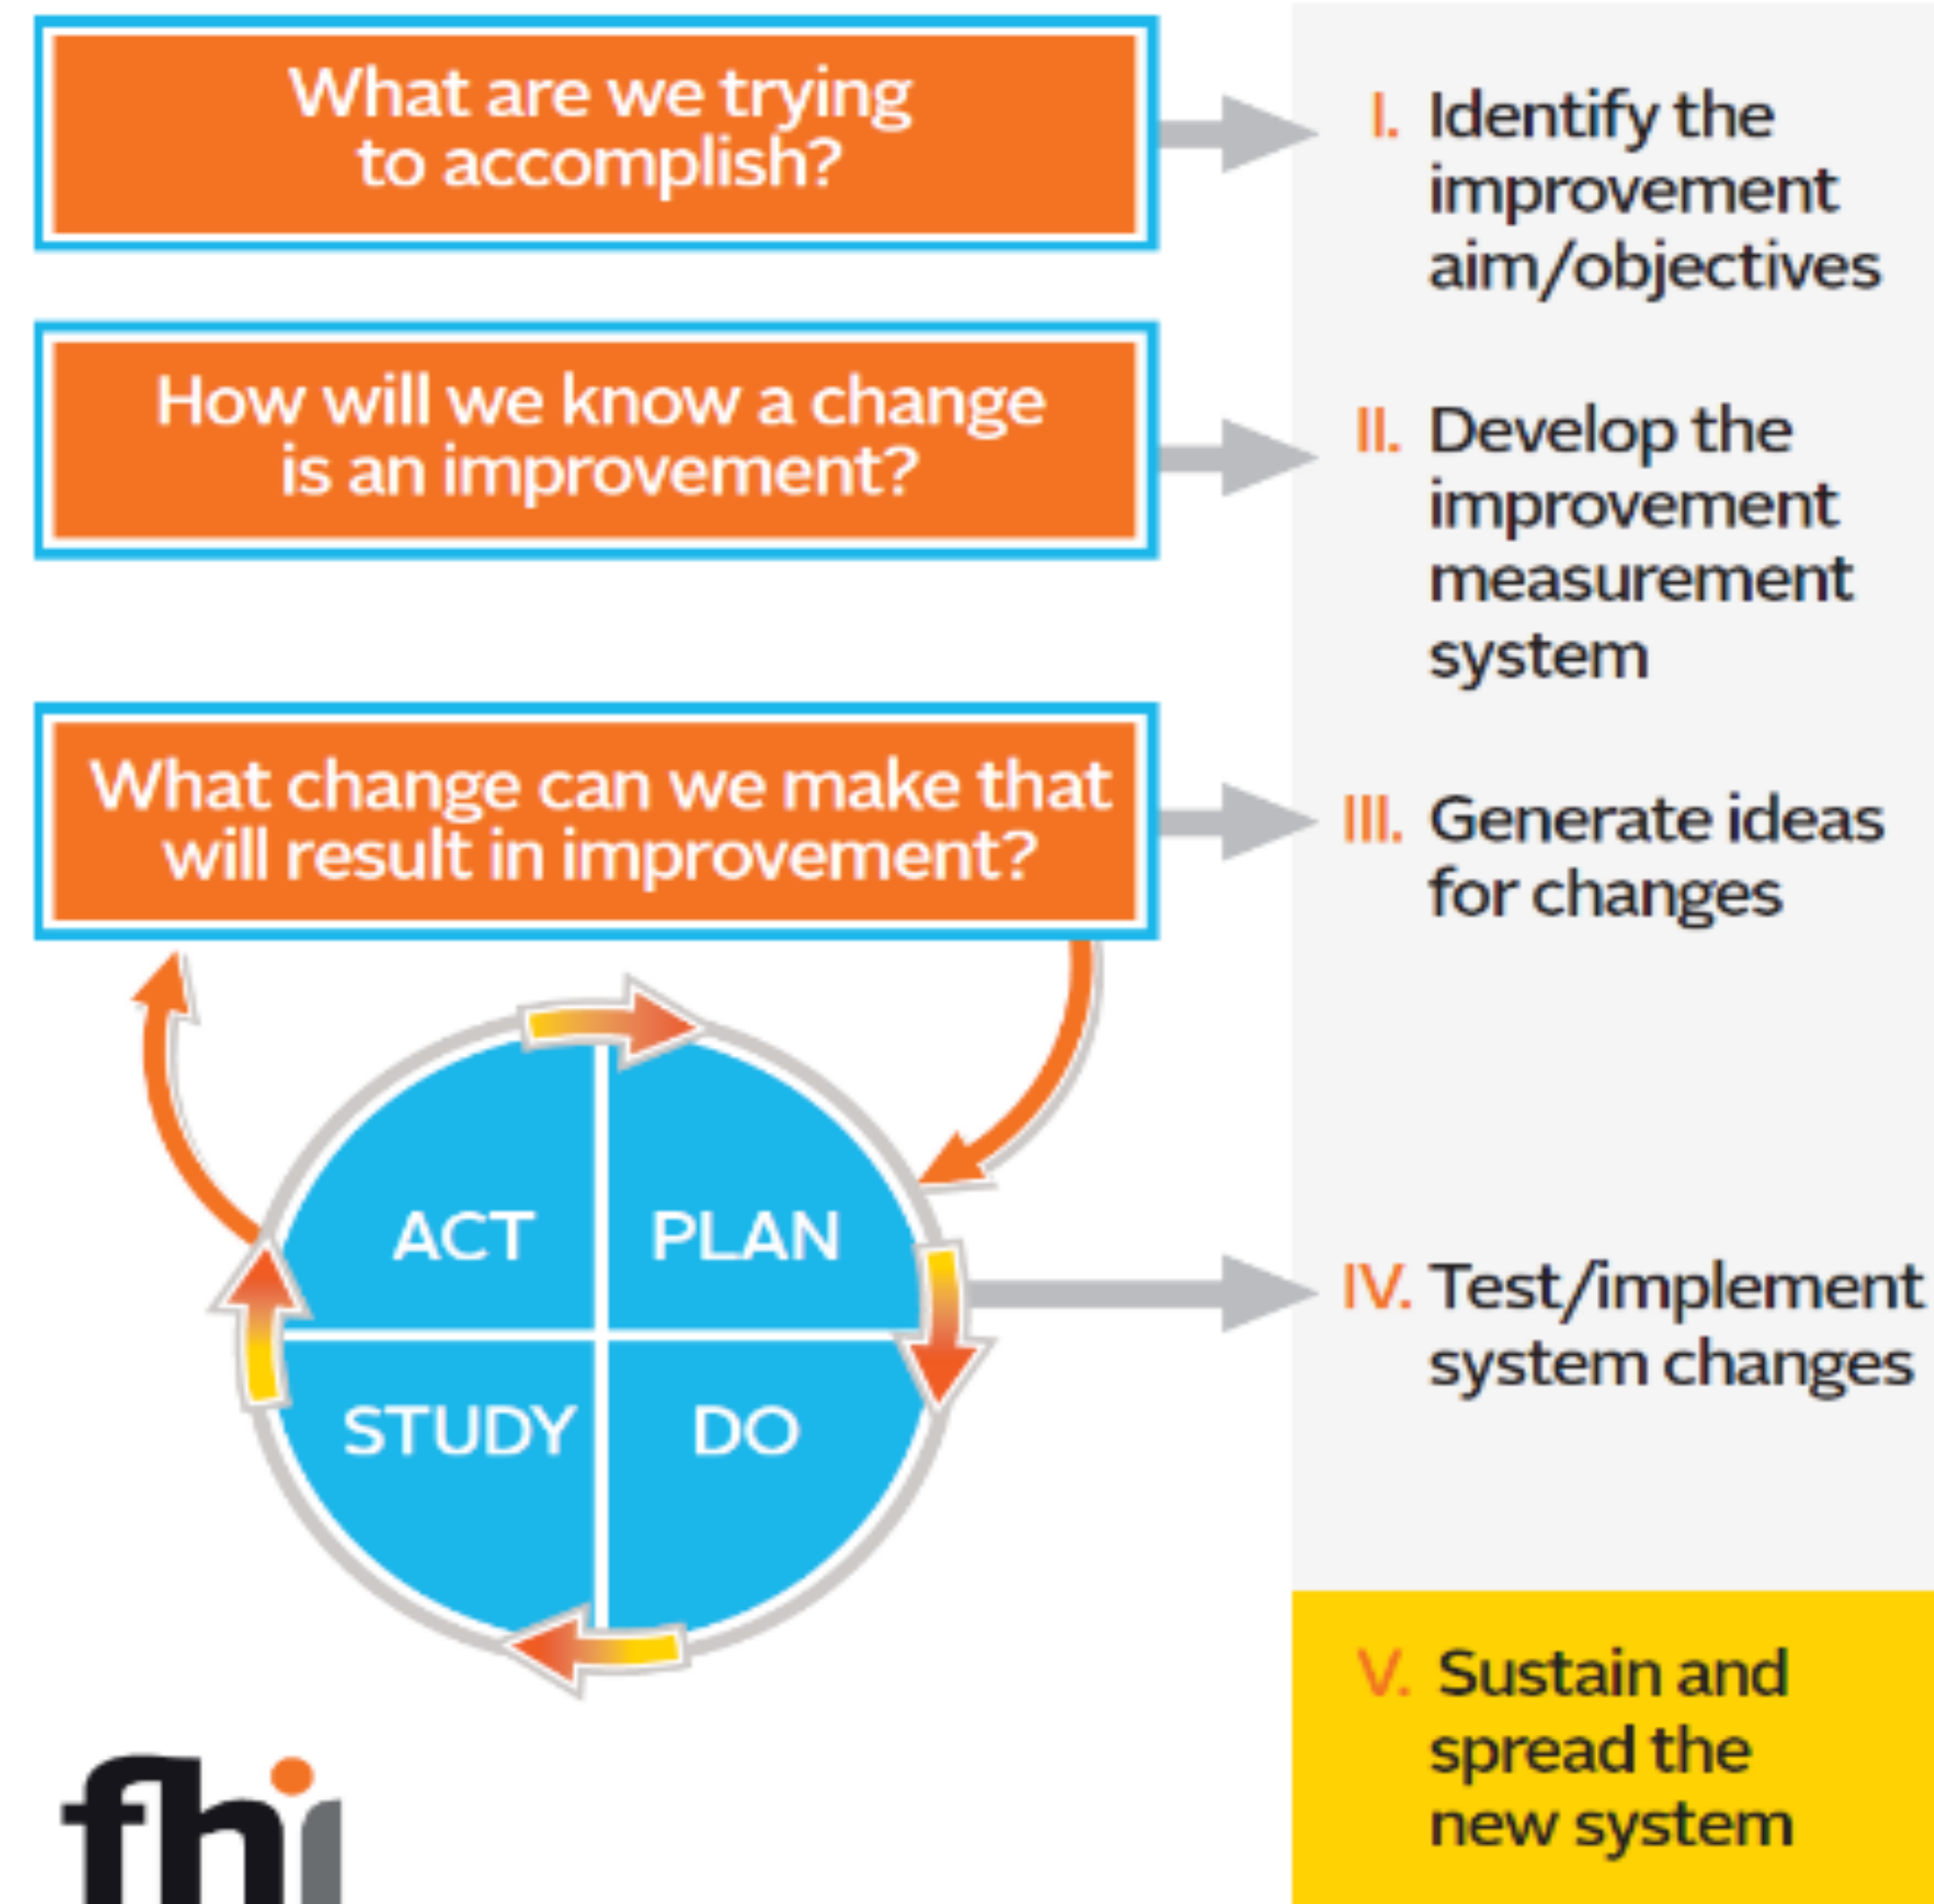 What are we trying
to accomplish?
I. Identify the
improvement
aim/objectives
How will we know a change
is an improvement?
II. Develop the
improvement
measurement
system
What change can we make that
will result in improvement?
III. Generate ideas
for changes
ACT
PLAN
STUDY
DO
IV. Test/implement
system changes
V. Sustain and
spread the
new system
fhi